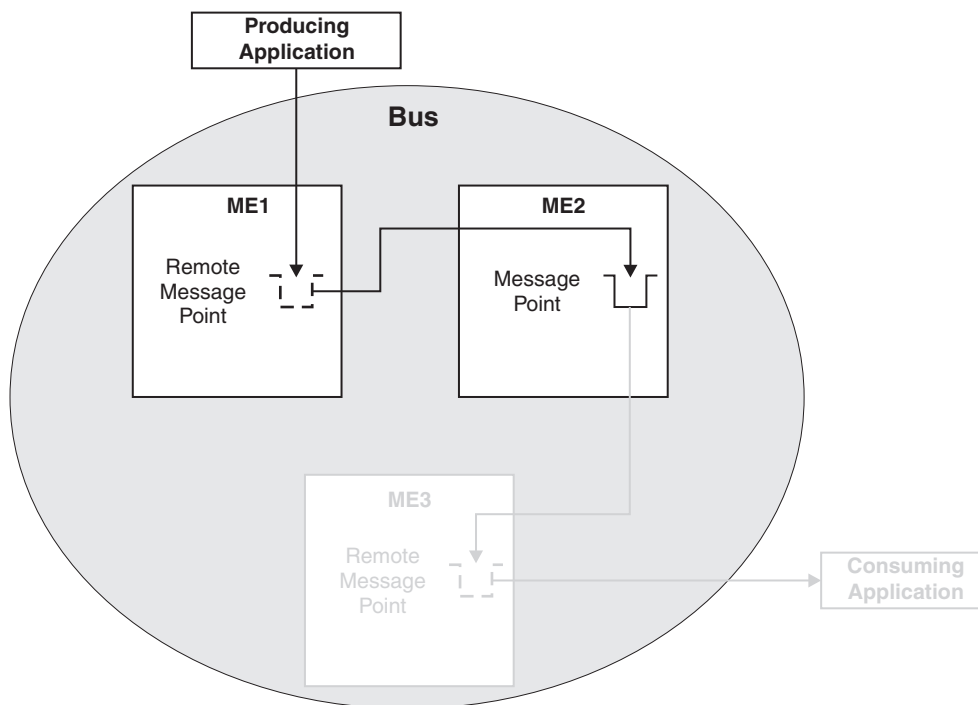 Producing
Application
Bus
ME1
Remote
Message
Point
ME2
Message
Point
ME3
Remote
Message
Point
Consuming
Application